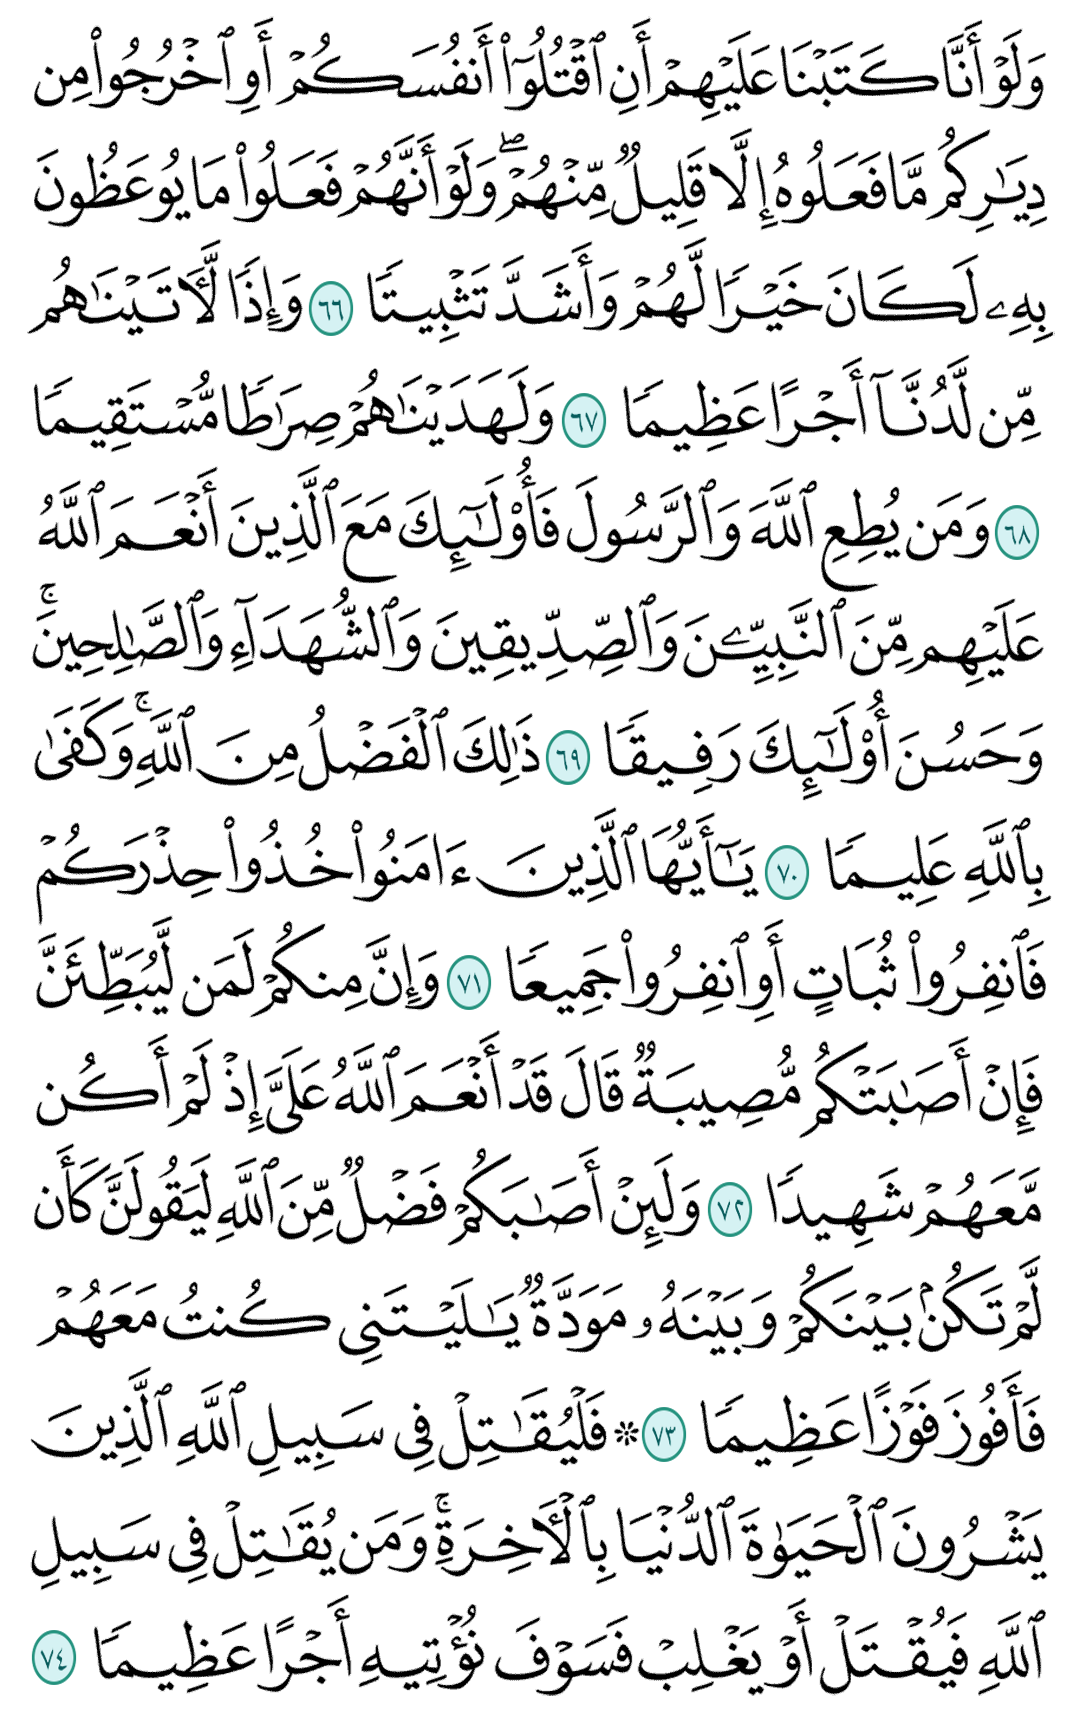 وَلَوۡ أَنَّا كَتَبۡنَا عَلَيۡهِمۡ أَنِ ٱقۡتُلُوٓاْ أَنفُسَكُمۡ أَوِ ٱخۡرُجُواْ مِن
دِيَٰرِكُم مَّا فَعَلُوهُ إِلَّا قَلِيلٞ مِّنۡهُمۡۖ وَلَوۡ أَنَّهُمۡ فَعَلُواْ مَا يُوعَظُونَ
بِهِۦ لَكَانَ خَيۡرٗا لَّهُمۡ وَأَشَدَّ تَثۡبِيتٗا ٦٦ وَإِذٗا لَّأٓتَيۡنَٰهُم
مِّن لَّدُنَّآ أَجۡرًا عَظِيمٗا ٦٧ وَلَهَدَيۡنَٰهُمۡ صِرَٰطٗا مُّسۡتَقِيمٗا
٦٨ وَمَن يُطِعِ ٱللَّهَ وَٱلرَّسُولَ فَأُوْلَٰٓئِكَ مَعَ ٱلَّذِينَ أَنۡعَمَ ٱللَّهُ
عَلَيۡهِم مِّنَ ٱلنَّبِيِّـۧنَ وَٱلصِّدِّيقِينَ وَٱلشُّهَدَآءِ وَٱلصَّٰلِحِينَۚ
وَحَسُنَ أُوْلَٰٓئِكَ رَفِيقٗا ٦٩ ذَٰلِكَ ٱلۡفَضۡلُ مِنَ ٱللَّهِۚ وَكَفَىٰ
بِٱللَّهِ عَلِيمٗا ٧٠ يَٰٓأَيُّهَا ٱلَّذِينَ ءَامَنُواْ خُذُواْ حِذۡرَكُمۡ
فَٱنفِرُواْ ثُبَاتٍ أَوِ ٱنفِرُواْ جَمِيعٗا ٧١ وَإِنَّ مِنكُمۡ لَمَن لَّيُبَطِّئَنَّ
فَإِنۡ أَصَٰبَتۡكُم مُّصِيبَةٞ قَالَ قَدۡ أَنۡعَمَ ٱللَّهُ عَلَيَّ إِذۡ لَمۡ أَكُن
مَّعَهُمۡ شَهِيدٗا ٧٢ وَلَئِنۡ أَصَٰبَكُمۡ فَضۡلٞ مِّنَ ٱللَّهِ لَيَقُولَنَّ كَأَن
لَّمۡ تَكُنۢ بَيۡنَكُمۡ وَبَيۡنَهُۥ مَوَدَّةٞ يَٰلَيۡتَنِي كُنتُ مَعَهُمۡ
فَأَفُوزَ فَوۡزًا عَظِيمٗا ٧٣ ۞ فَلۡيُقَٰتِلۡ فِي سَبِيلِ ٱللَّهِ ٱلَّذِينَ
يَشۡرُونَ ٱلۡحَيَوٰةَ ٱلدُّنۡيَا بِٱلۡأٓخِرَةِۚ وَمَن يُقَٰتِلۡ فِي سَبِيلِ
ٱللَّهِ فَيُقۡتَلۡ أَوۡ يَغۡلِبۡ فَسَوۡفَ نُؤۡتِيهِ أَجۡرًا عَظِيمٗا ٧٤